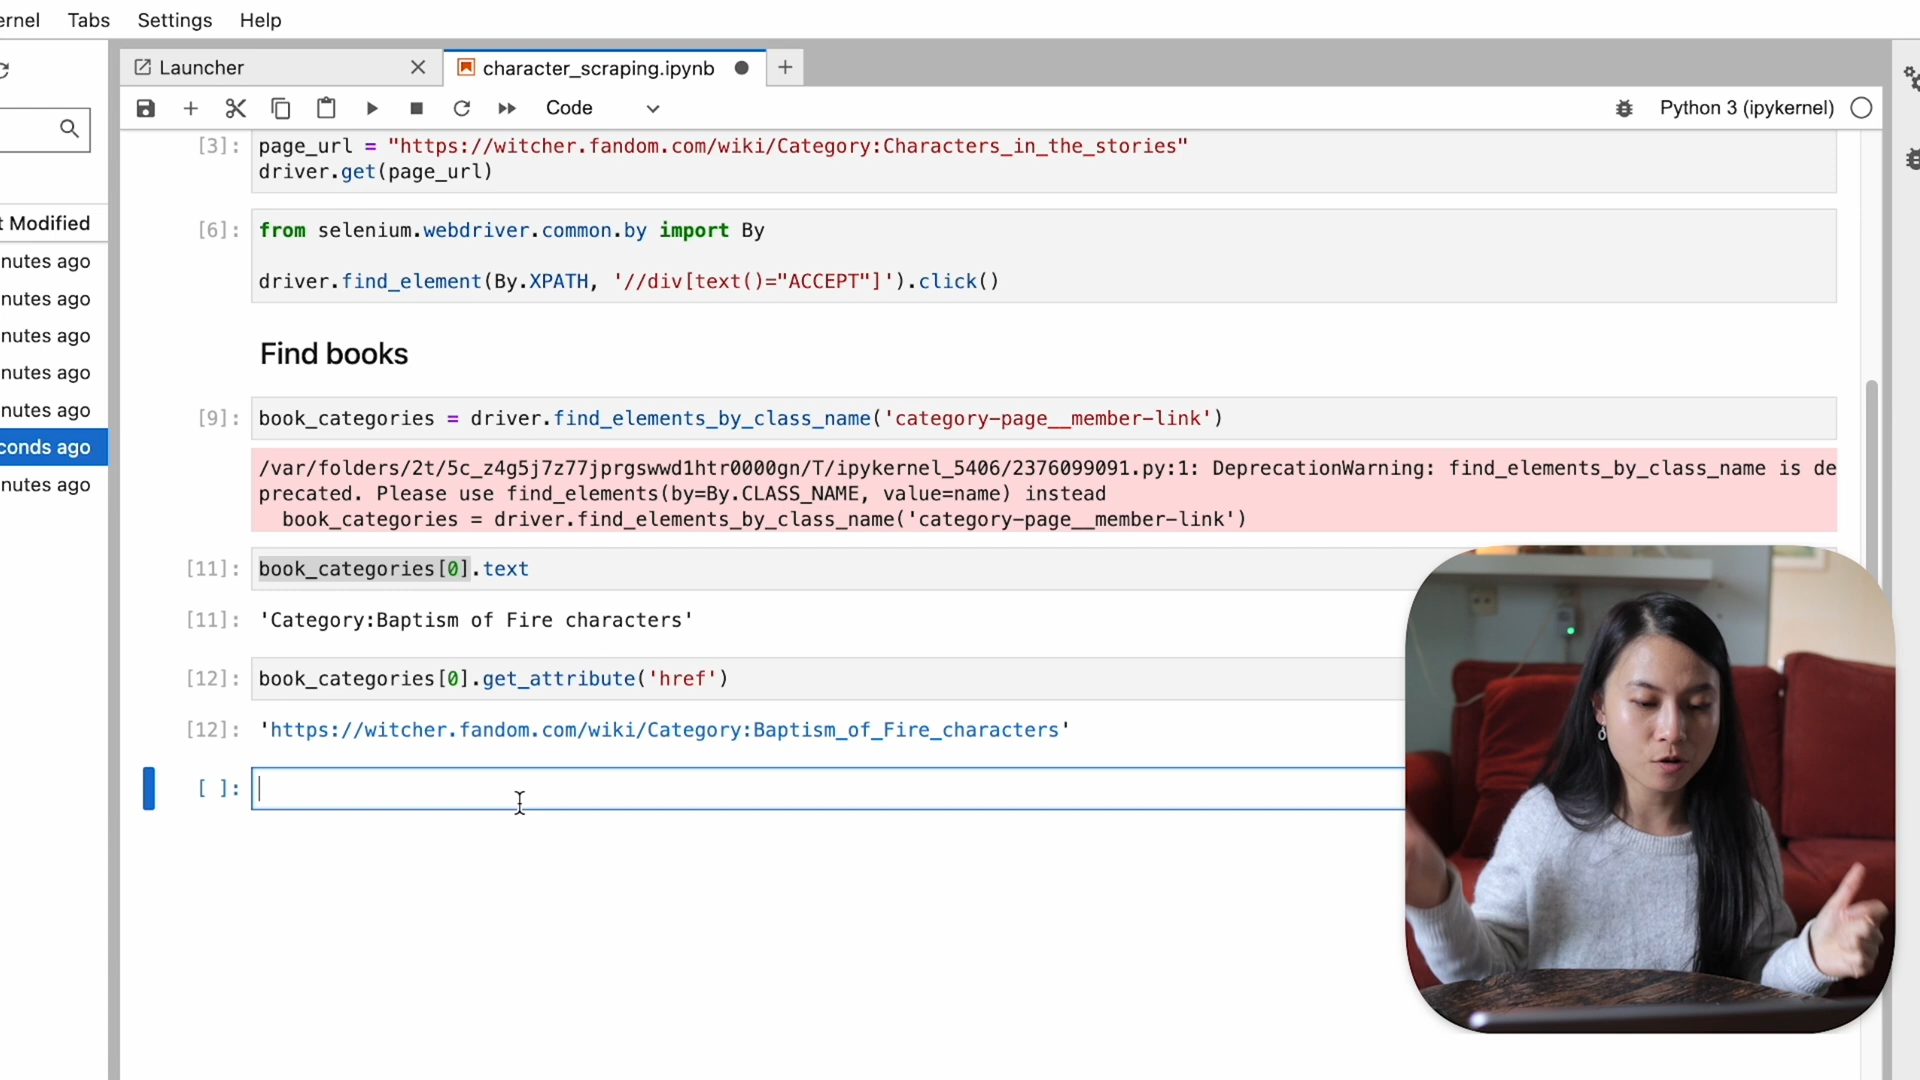 ernel Tabs Settings Help
Launcher character_scraping.ipynb
Code Python 3 (ipykernel)
[3]: page_url = "https://witcher.fandom.com/wiki/Category:Characters_in_the_stories"
driver.get(page_url)
t Modified
[6]: from selenium.webdriver.common.by import By
nutes ago
driver.find_element(By.XPATH, '//div[text()="ACCEPT"]').click()
nutes ago
nutes ago
Find books
nutes ago
nutes ago
[9]: book_categories = driver.find_elements_by_class_name('category-page__member-link')
conds ago
/var/folders/2t/5c_z4g5j7z77jprgswwd1htr0000gn/T/ipykernel_5406/2376099091.py:1: DeprecationWarning: find_elements_by_class_name is de
nutes ago
precated. Please use find_elements(by=By.CLASS_NAME, value=name) instead
book_categories = driver.find_elements_by_class_name('category-page__member-link')
[11]: book_categories[0].text
[11]: 'Category:Baptism of Fire characters'
[12]: book_categories[0].get_attribute('href')
[12]: 'https://witcher.fandom.com/wiki/Category:Baptism_of_Fire_characters'
[ ]: